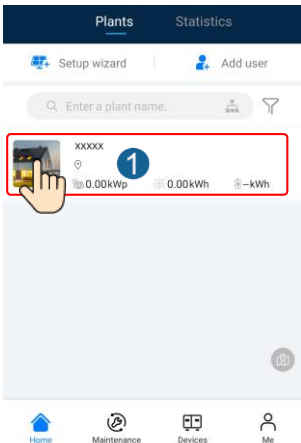 Plants Statistics
Setup wizard Add user
Enter a plant name.
xxxxx
1
0.00kWp 0.00kWh --kWh
Home Maintenance Devices Me